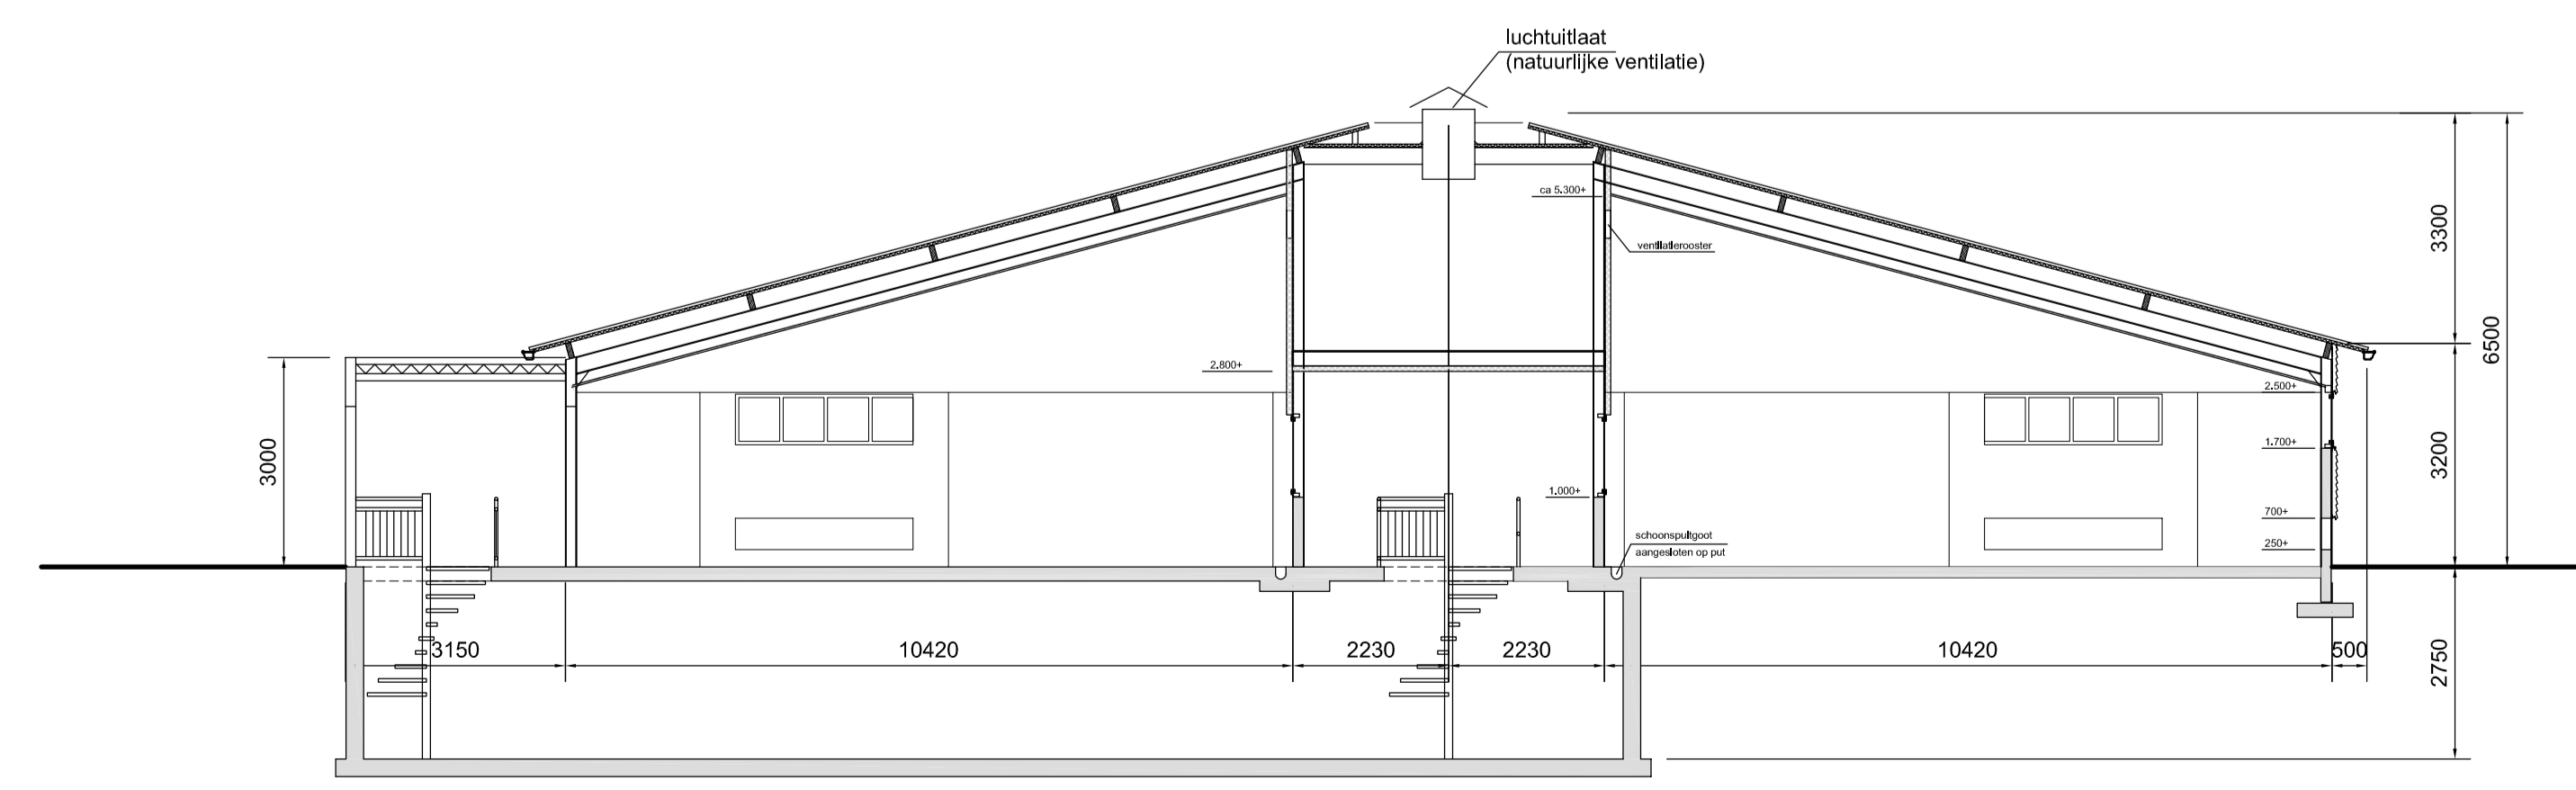 luchtuitlaat
(natuurlijke ventilatie)
ca 5.300+
3300
ventilatierooster
6500
2.800+
2.500+
3000
1.700+
3200
1.000+
700+
schoonspuitgoot
aangesloten op put
250+
3150
10420
2230
2230
10420
500
2750